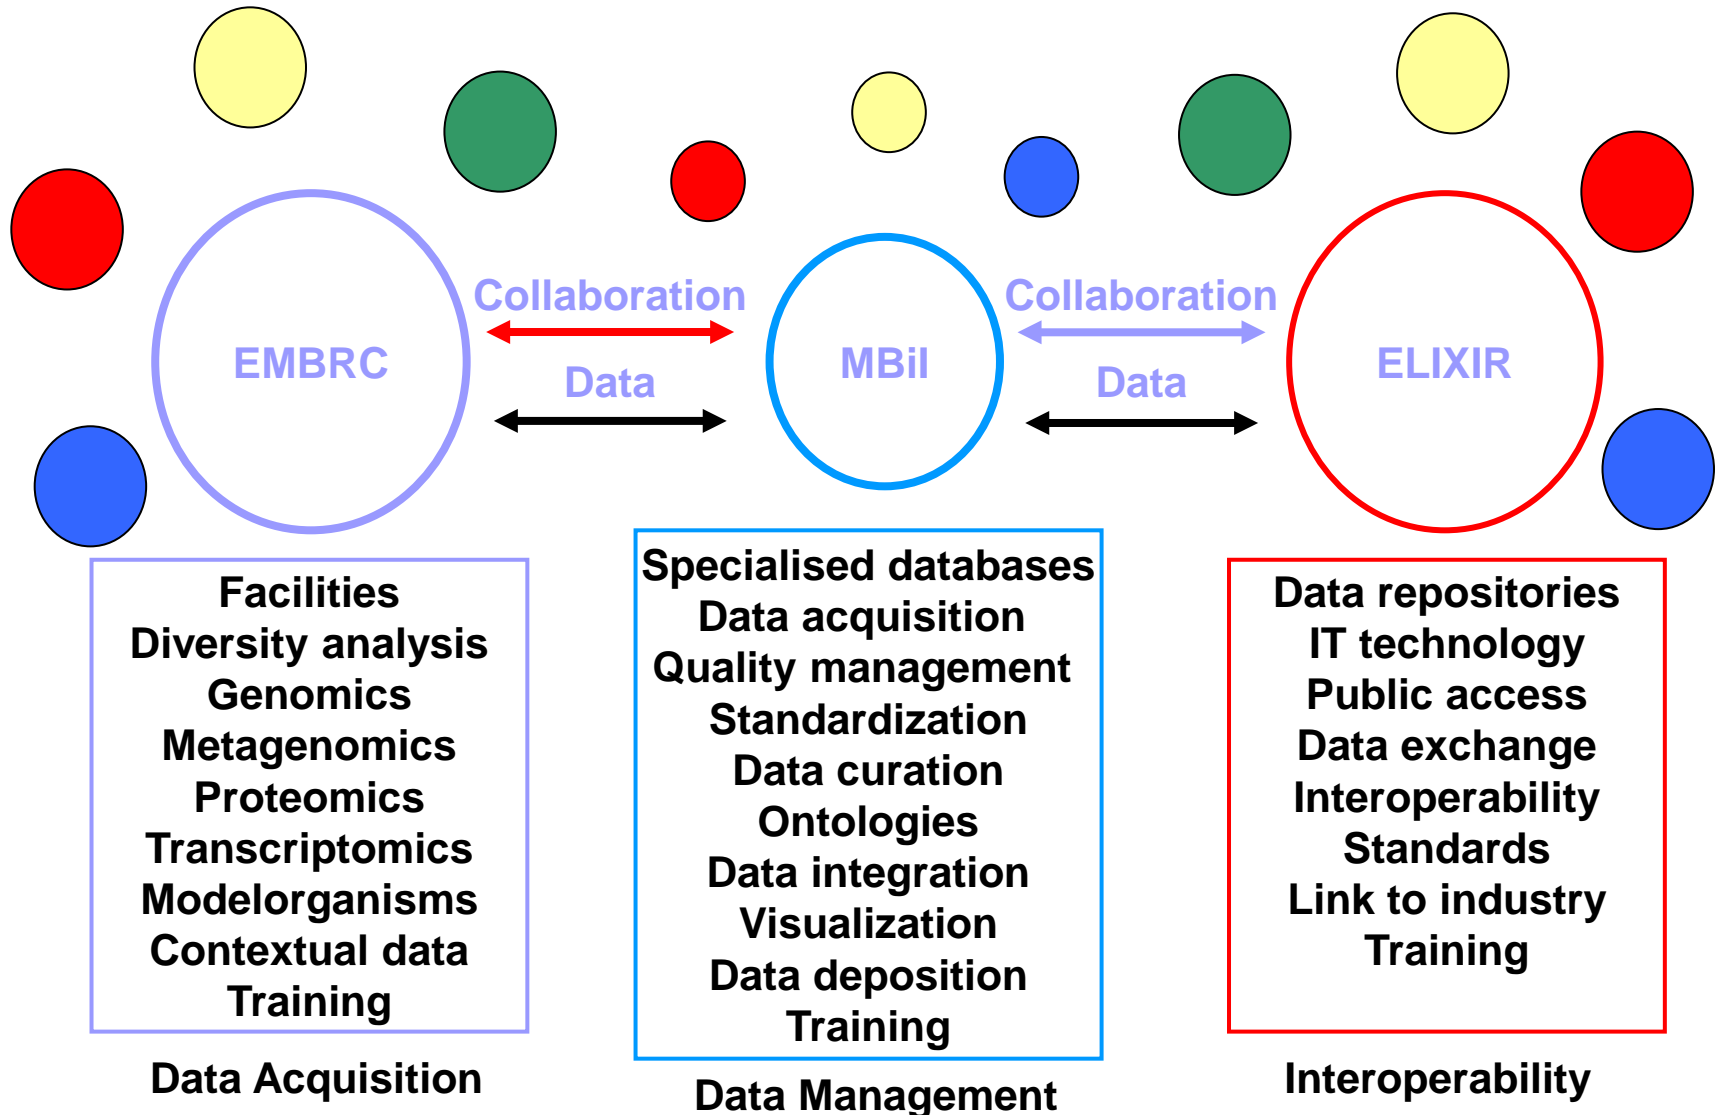 Collaboration
Collaboration
EMBRC
MBiI
ELIXIR
Data
Data
Facilities
Diversity analysis
Genomics
Metagenomics
Proteomics
Transcriptomics
Modelorganisms
Contextual data
Training
Data Acquisition
Specialised databases
Data acquisition
Quality management
Standardization
Data curation
Ontologies
Data integration
Visualization
Data deposition
Training
Data Management
Data repositories
IT technology
Public access
Data exchange
Interoperability
Standards
Link to industry
Training
Interoperability